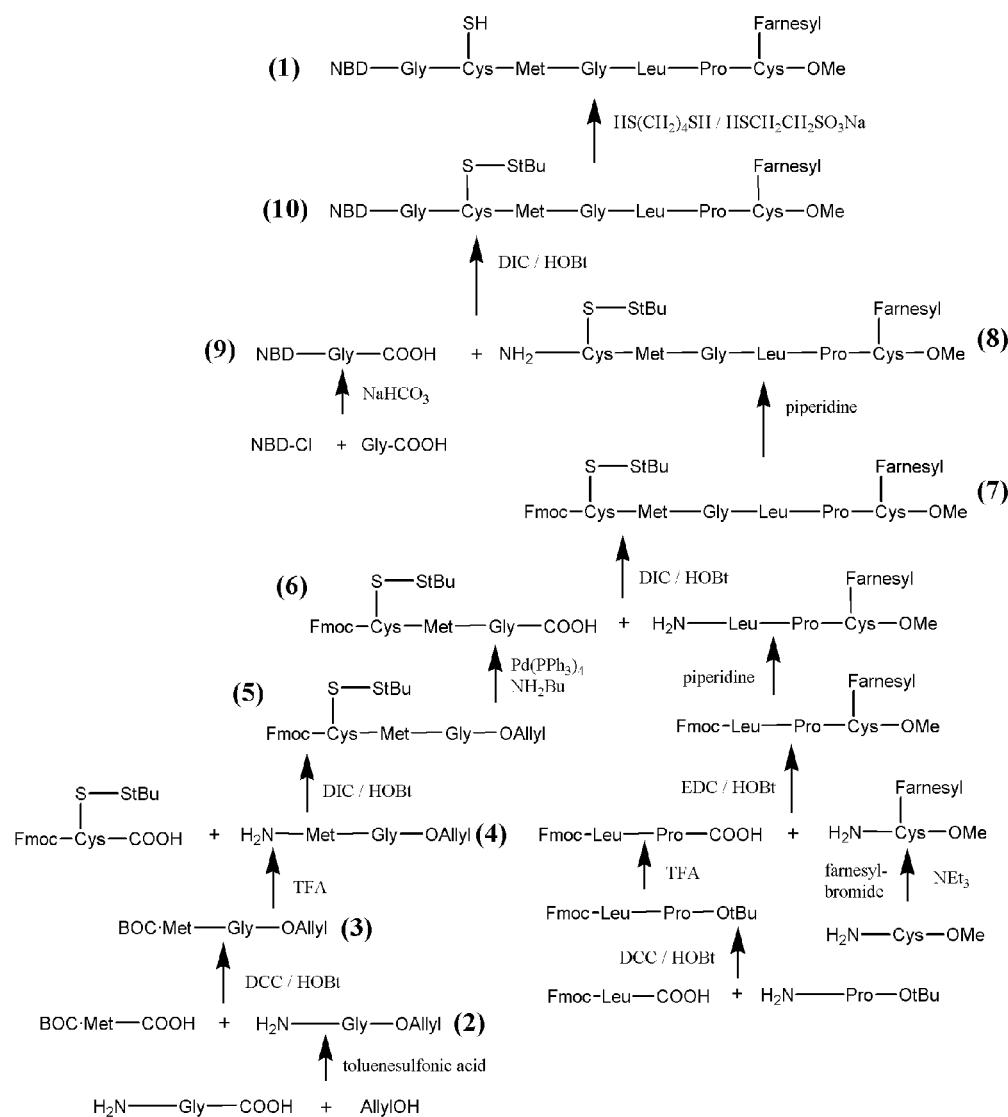 SH Farnesyl
(1) NBD—Gly—Cys—Met—Gly—Leu—Pro—Cys—OMe
HS(CH2)4SH / HSCH2CH2SO3Na
S—StBu Farnesyl
(10) NBD—Gly—Cys—Met—Gly—Leu—Pro—Cys—OMe
DIC / HOBt
S—StBu Farnesyl
(9) NBD—Gly—COOH + NH2—Cys—Met—Gly—Leu—Pro—Cys—OMe (8)
NaHCO3 piperidine
NBD-Cl + Gly-COOH
S—StBu Farnesyl
Fmoc—Cys—Met—Gly—Leu—Pro—Cys—OMe (7)
DIC / HOBt
S—StBu Farnesyl
(6) Fmoc—Cys—Met—Gly—COOH + H2N—Leu—Pro—Cys—OMe
Pd(PPh3)4
NH2Bu
piperidine
S—StBu Farnesyl
(5) Fmoc—Cys—Met—Gly—OAllyl Fmoc-Leu—Pro—Cys—OMe
DIC / HOBt EDC / HOBt
S—StBu Farnesyl
Fmoc—Cys—COOH + H2N—Met—Gly—OAllyl (4) Fmoc-Leu—Pro—COOH + H2N—Cys—OMe
TFA TFA farnesyl-
bromide NEt3
BOC·Met—Gly—OAllyl (3) Fmoc-Leu—Pro—OtBu H2N—Cys—OMe
DCC / HOBt DCC / HOBt
BOC·Met—COOH + H2N—Gly—OAllyl (2) Fmoc-Leu—COOH + H2N—Pro—OtBu
toluenesulfonic acid
H2N—Gly—COOH + AllylOH